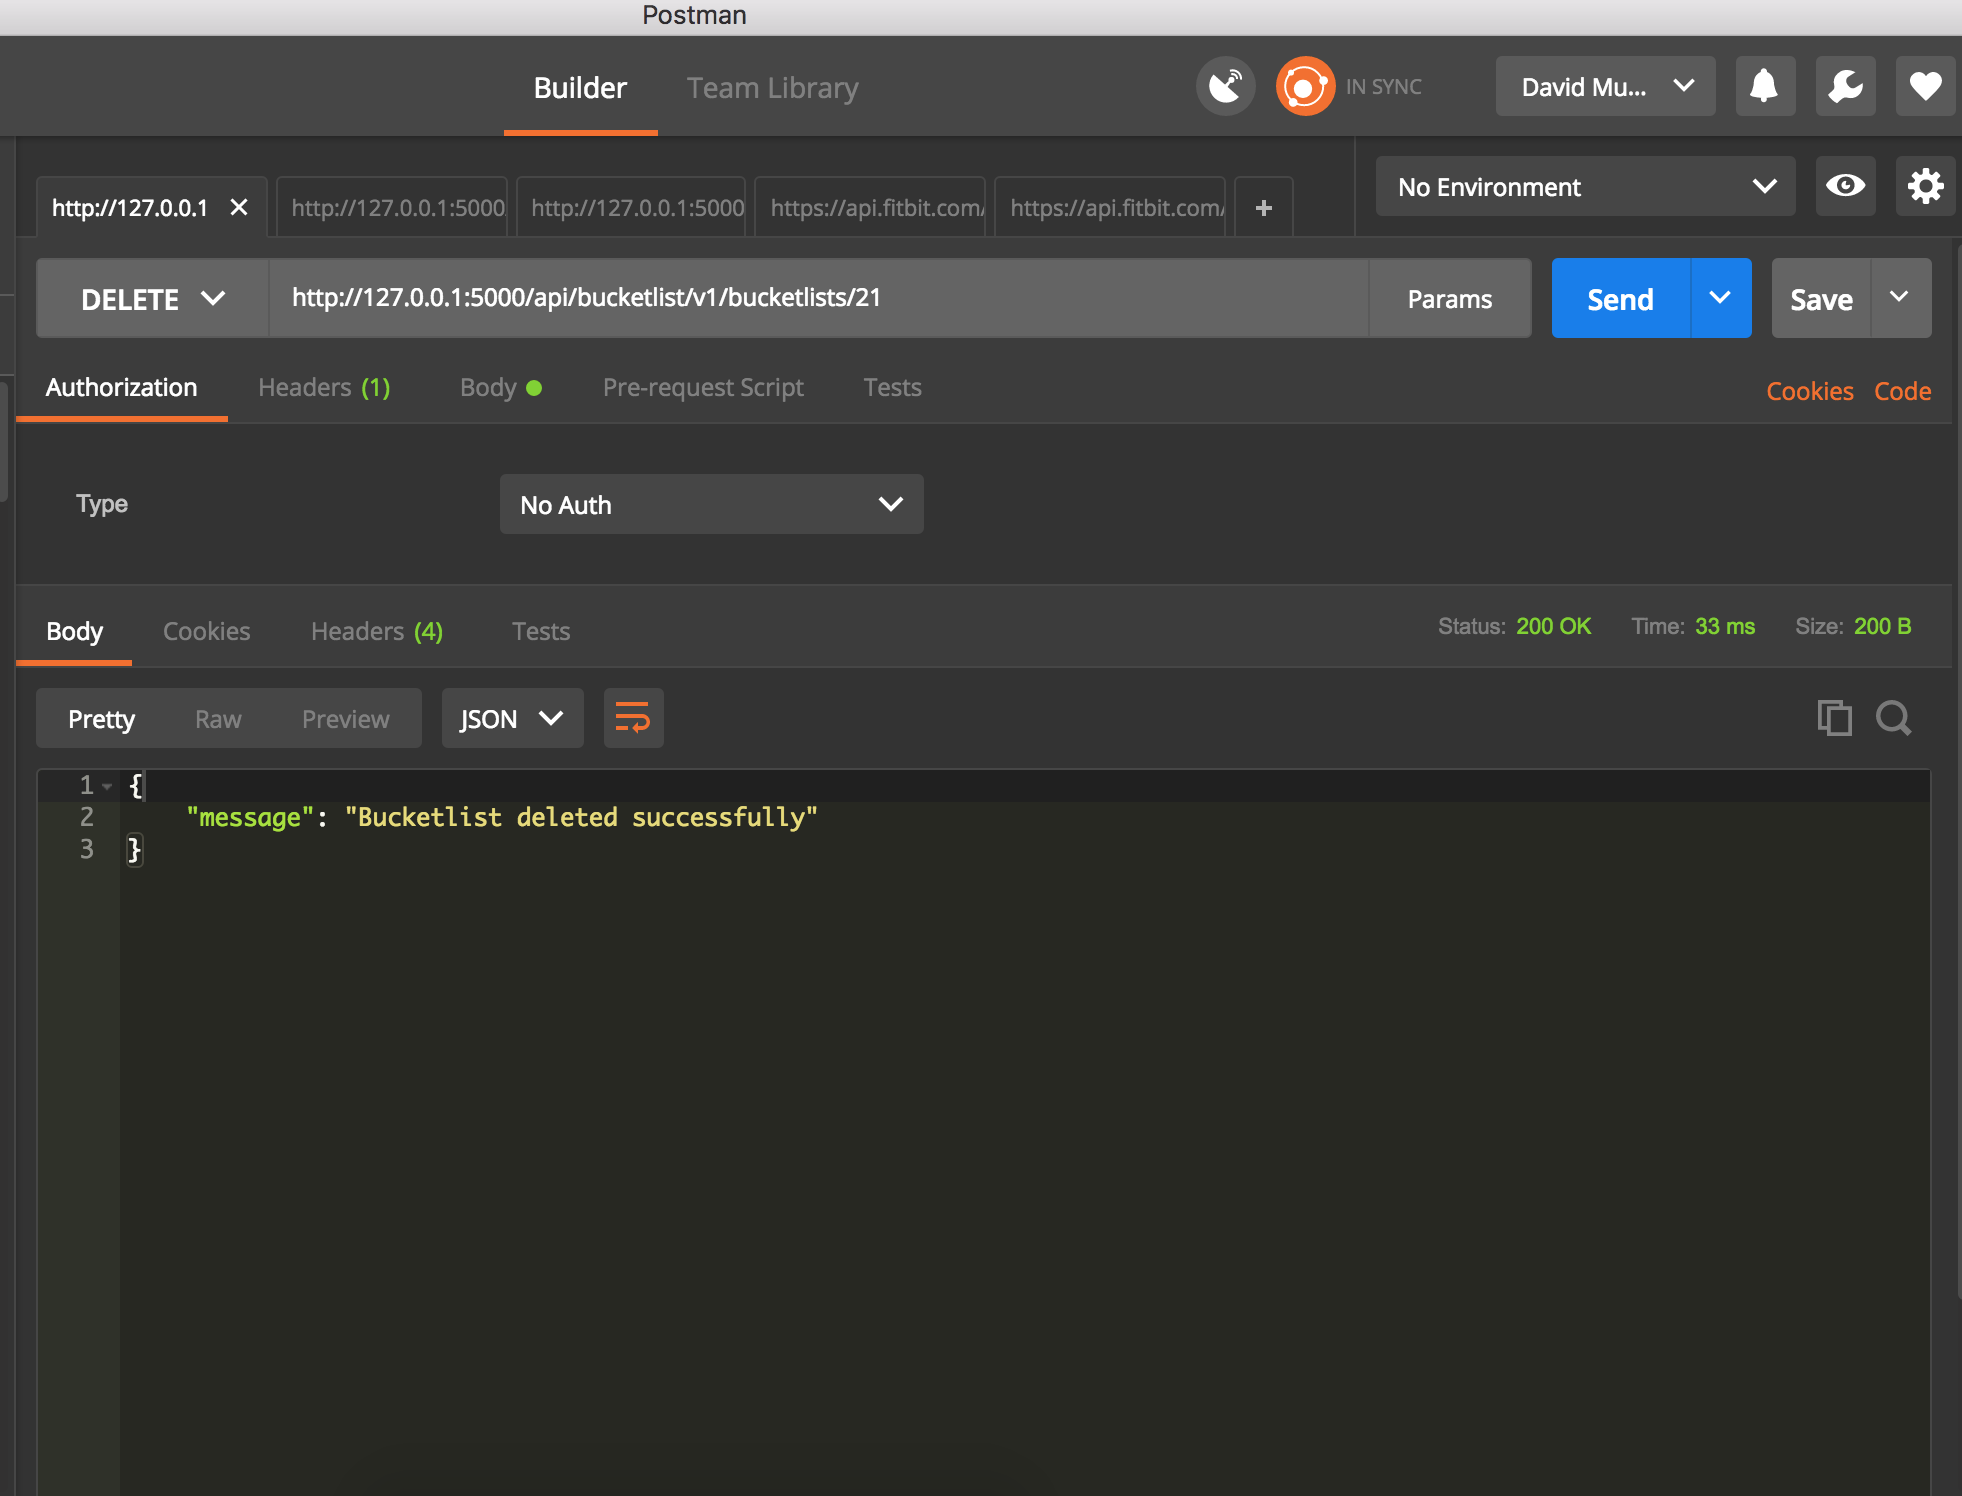 Postman
Builder Team Library IN SYNC David Mu...
http://127.0.0.1 http://127.0.0.1:5000 http://127.0.0.1:5000 https://api.fitbit.com/ https://api.fitbit.com/ + No Environment
DELETE http://127.0.0.1:5000/api/bucketlist/v1/bucketlists/21 Params Send Save
Authorization Headers (1) Body Pre-request Script Tests Cookies Code
Type No Auth
Body Cookies Headers (4) Tests Status: 200 OK Time: 33 ms Size: 200 B
Pretty Raw Preview JSON
1 {
2 "message": "Bucketlist deleted successfully"
3 }